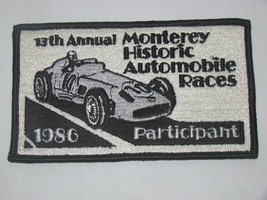 13th Annual Monterey
Historic
Automobile
Races
1986 Participant